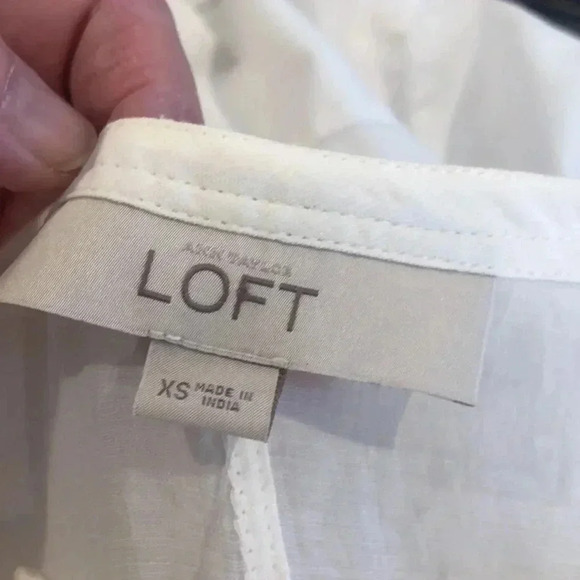 ANN TAYLOR
LOFT
XS MADE IN
INDIA